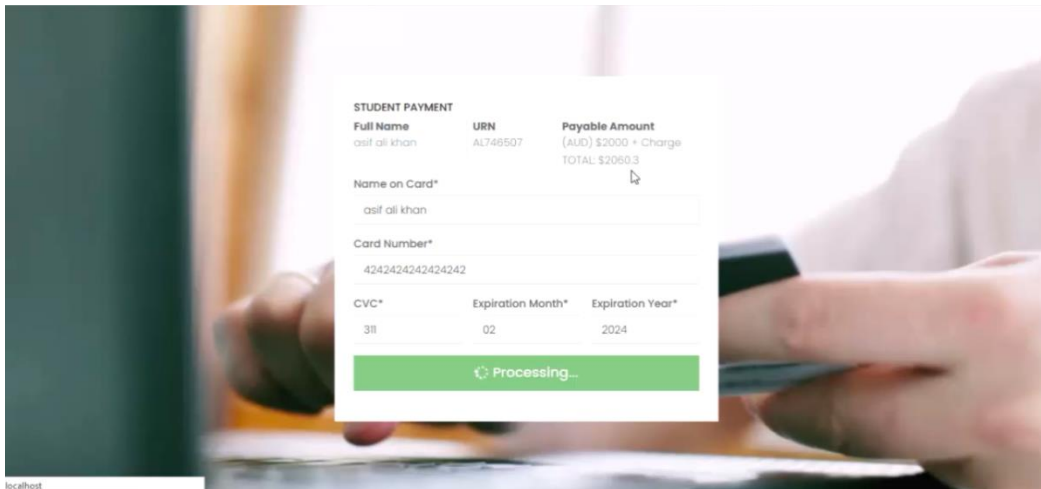 STUDENT PAYMENT
Full Name URN Payable Amount
asif ali khan AL746507 (AUD) $2000 + Charge
TOTAL: $2060.3
Name on Card*
asif ali khan
Card Number*
4242424242424242
CVC* Expiration Month* Expiration Year*
311 02 2024
Processing...
localhost